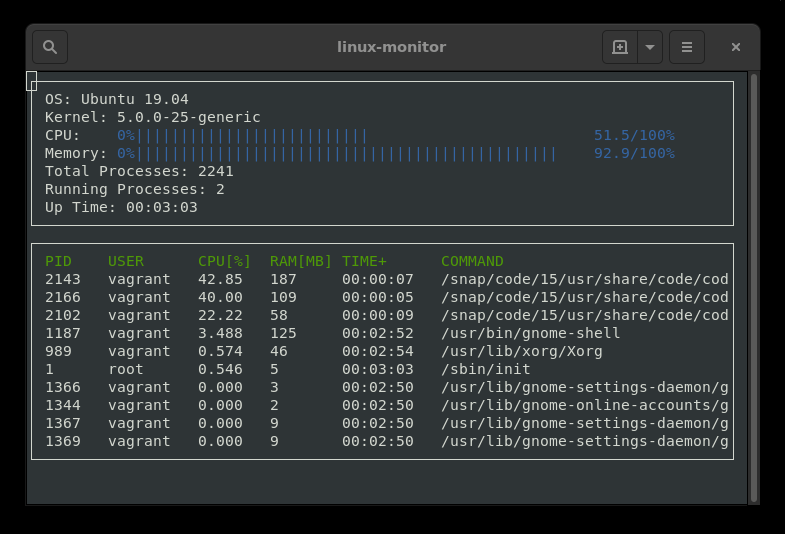 linux-monitor
OS: Ubuntu 19.04
Kernel: 5.0.0-25-generic
CPU: 0%|||||||||||||||||||||||||| 51.5/100%
Memory: 0%||||||||||||||||||||||||||||||||||||||||||||||| 92.9/100%
Total Processes: 2241
Running Processes: 2
Up Time: 00:03:03
PID USER CPU[%] RAM[MB] TIME+ COMMAND
2143 vagrant 42.85 187 00:00:07 /snap/code/15/usr/share/code/cod
2166 vagrant 40.00 109 00:00:05 /snap/code/15/usr/share/code/cod
2102 vagrant 22.22 58 00:00:09 /snap/code/15/usr/share/code/cod
1187 vagrant 3.488 125 00:02:52 /usr/bin/gnome-shell
989 vagrant 0.574 46 00:02:54 /usr/lib/xorg/Xorg
1 root 0.546 5 00:03:03 /sbin/init
1366 vagrant 0.000 3 00:02:50 /usr/lib/gnome-settings-daemon/g
1344 vagrant 0.000 2 00:02:50 /usr/lib/gnome-online-accounts/g
1367 vagrant 0.000 9 00:02:50 /usr/lib/gnome-settings-daemon/g
1369 vagrant 0.000 9 00:02:50 /usr/lib/gnome-settings-daemon/g